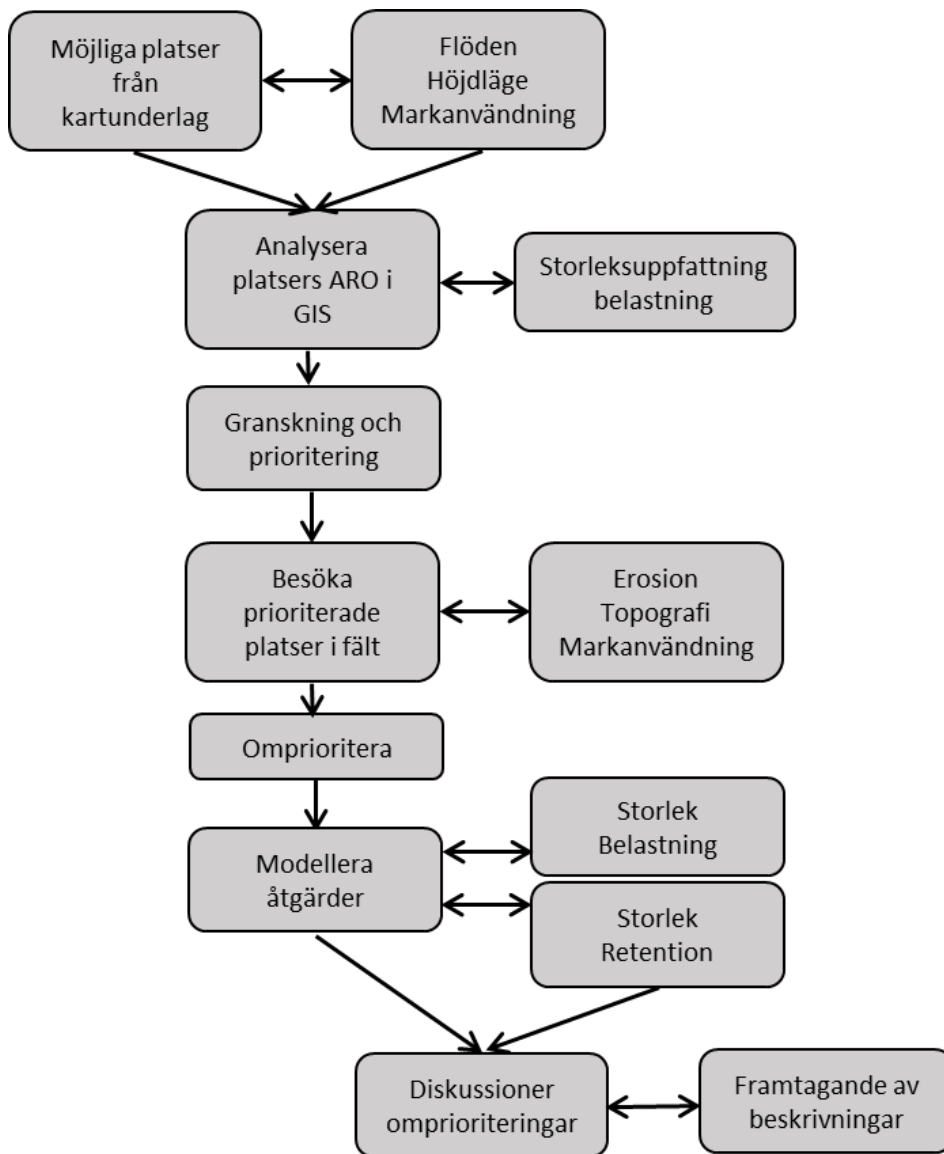 Möjliga platser
från
kartunderlag
Flöden
Höjdläge
Markanvändning
Analysera
platsers ARO i
GIS
Storleksuppfattning
belastning
Granskning och
prioritering
Besöka
prioriterade
platser i fält
Erosion
Topografi
Markanvändning
Omprioritera
Modellera
åtgärder
Storlek
Belastning
Storlek
Retention
Diskussioner
omprioriteringar
Framtagande av
beskrivningar